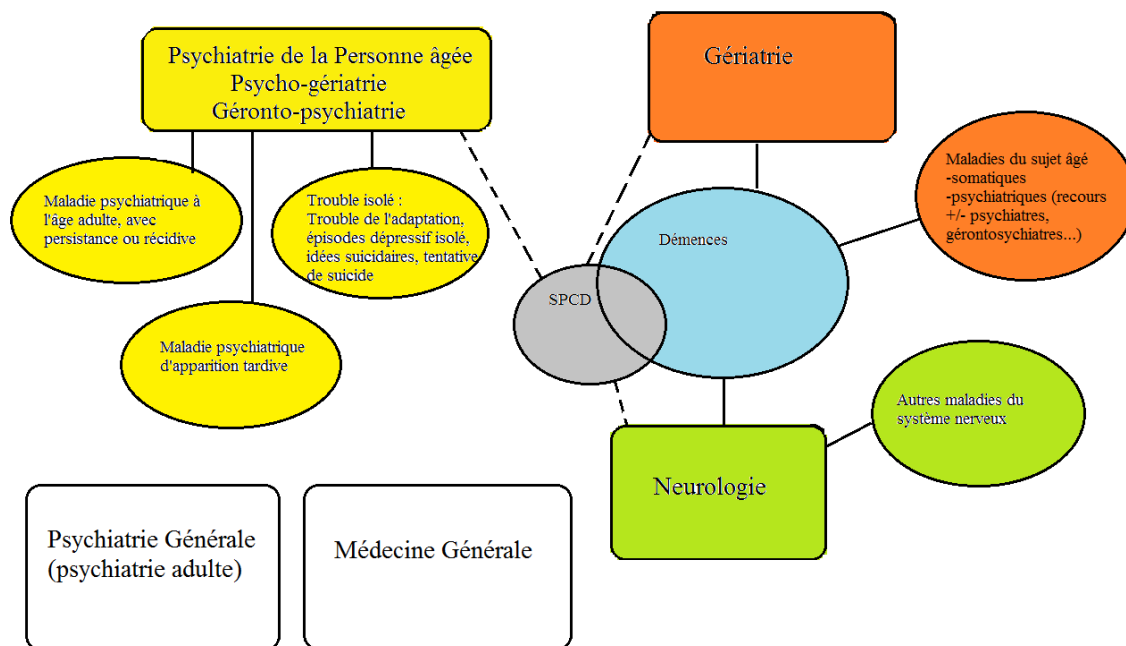 Psychiatrie de la Personne âgée
Psycho-gériatrie
Géronto-psychiatrie
Gériatrie
Maladie psychiatrique à
l'âge adulte, avec
persistance ou récidive
Trouble isolé :
Trouble de l'adaptation,
épisodes dépressif isolé,
idées suicidaires, tentative
de suicide
Maladie psychiatrique
d'apparition tardive
Maladies du sujet âgé
-somatiques
-psychiatriques (recours
+/- psychiatres,
gérontosychiatres...)
Démences
SPCD
Autres maladies du
système nerveux
Neurologie
Psychiatrie Générale
(psychiatrie adulte)
Médecine Générale